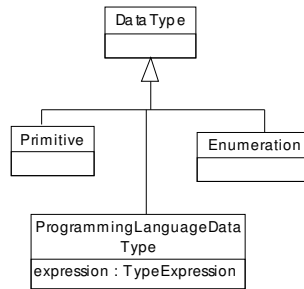 DataType
Primitive
Enumeration
ProgrammingLanguageData
Type
expression : TypeExpression